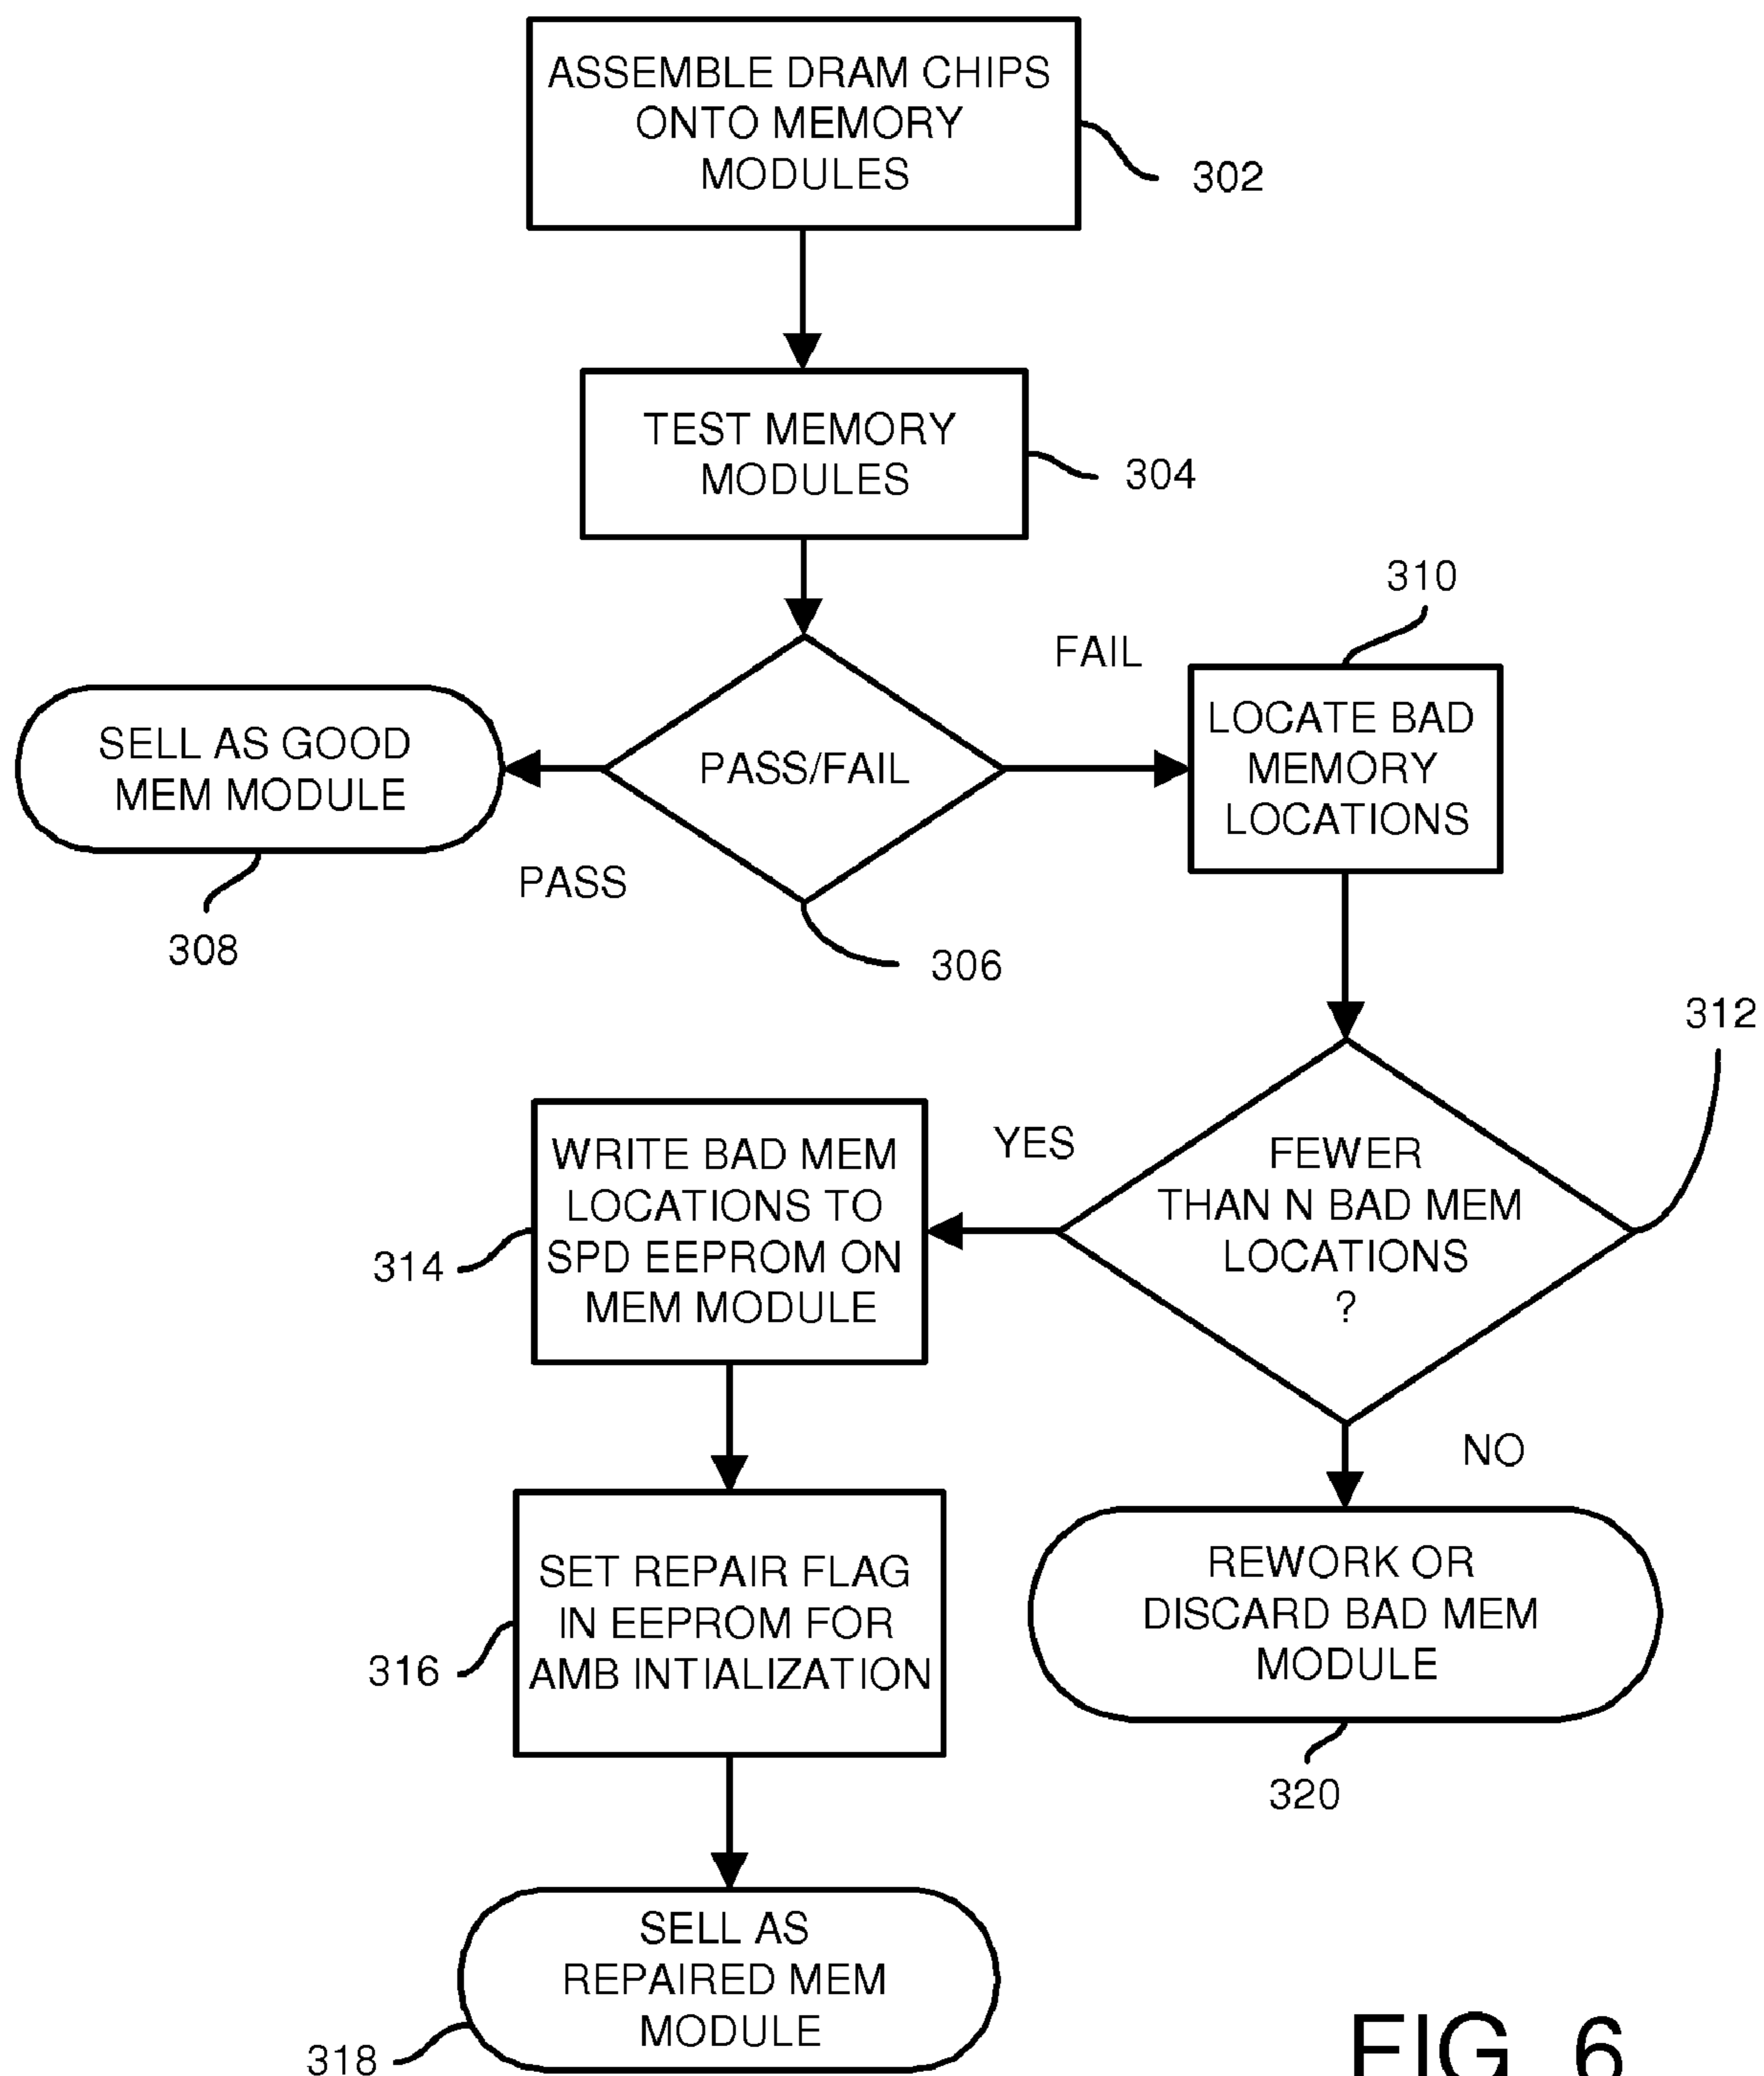 ASSEMBLE DRAM CHIPS
ONTO MEMORY
MODULES
302
TEST MEMORY
MODULES
304
310
FAIL
LOCATE BAD
MEMORY
LOCATIONS
SELL AS GOOD
MEM MODULE
PASS/FAIL
PASS
308
306
312
YES
WRITE BAD MEM
LOCATIONS TO
SPD EEPROM ON
MEM MODULE
314
FEWER
THAN N BAD MEM
LOCATIONS
?
NO
SET REPAIR FLAG
IN EEPROM FOR
AMB INTIALIZATION
316
REWORK OR
DISCARD BAD MEM
MODULE
320
SELL AS
REPAIRED MEM
MODULE
318
FIG. 6